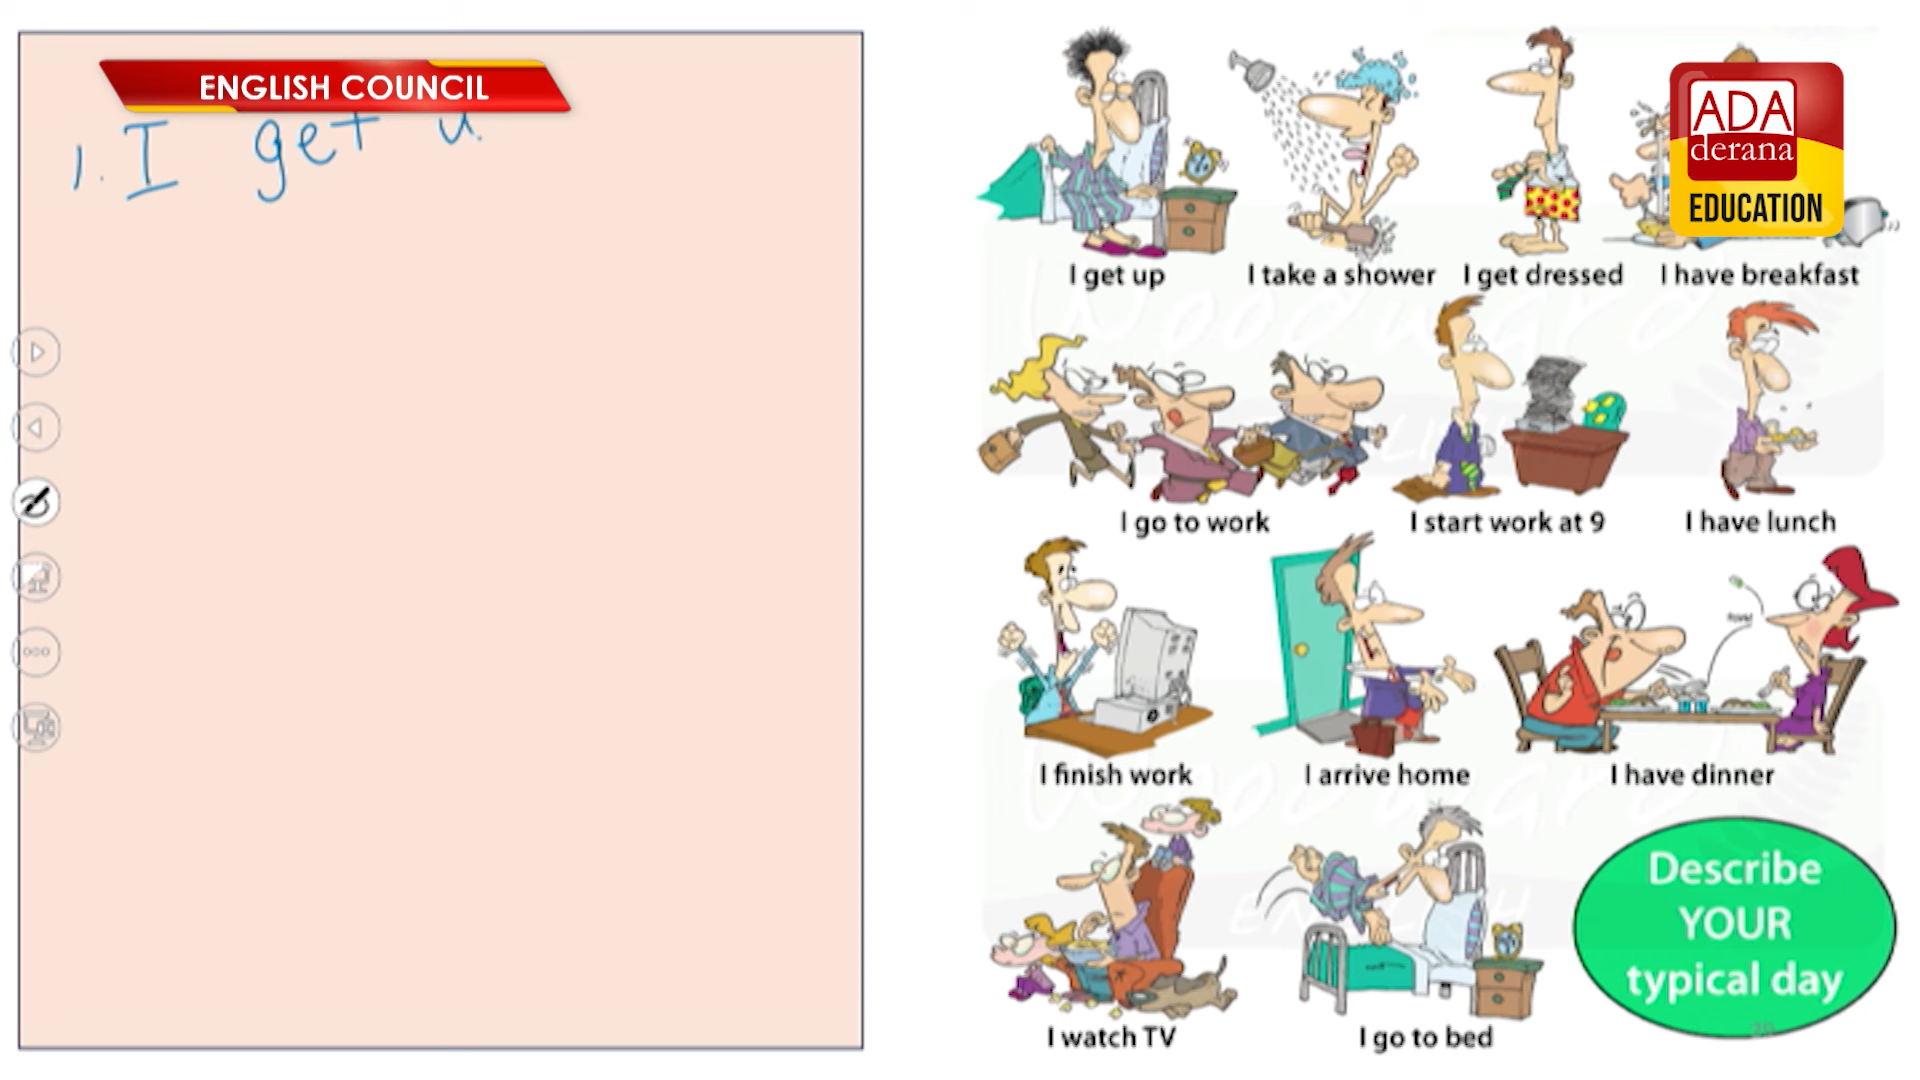 ENGLISH COUNCIL
1. I get u
ADA
derana
EDUCATION
I get up
I take a shower
I get dressed
I have breakfast
I go to work
I start work at 9
I have lunch
I finish work
I arrive home
I have dinner
I watch TV
I go to bed
Describe
YOUR
typical day